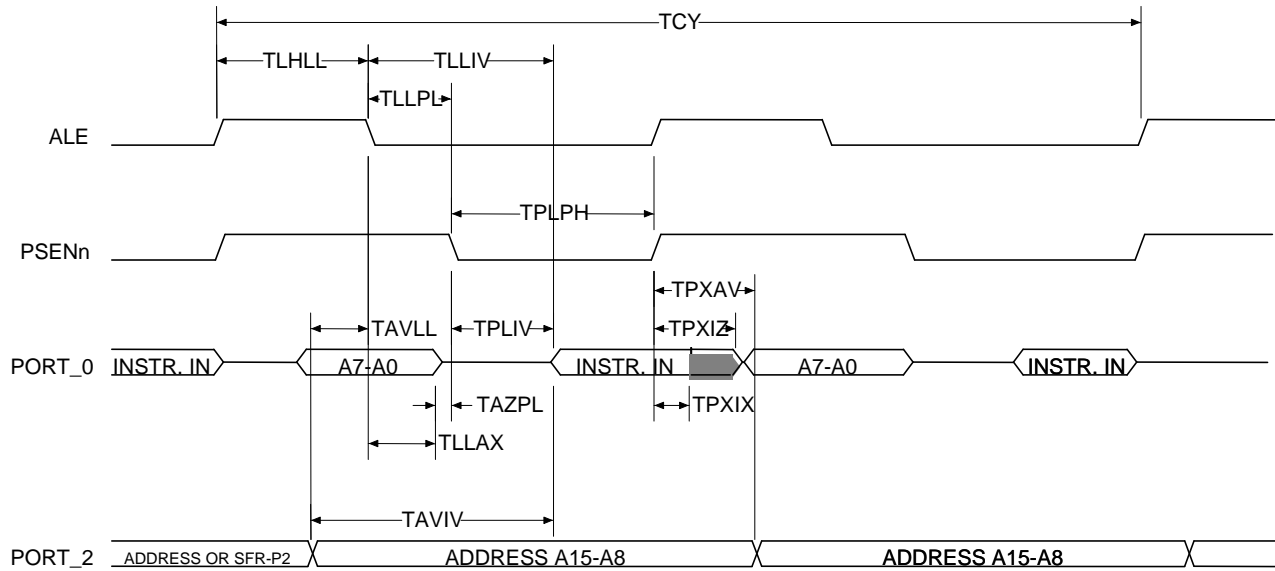 TCY
TLHLL
TLLIV
TLLPL
ALE
TPLPH
PSENn
TPXAV
TAVLL
TPLIV
TPXIZ
PORT_0
INSTR. IN
A7-A0
INSTR. IN
A7-A0
INSTR. IN
TAZPL
TPXIX
TLLAX
TAVIV
PORT_2
ADDRESS OR SFR-P2
ADDRESS A15-A8
ADDRESS A15-A8